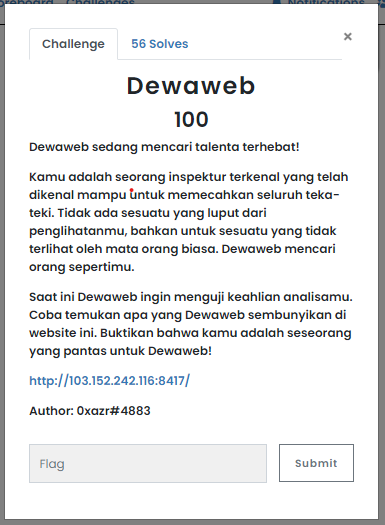 Challenges
Notifications
Challenge
56 Solves
×
Dewaweb
100
Dewaweb sedang mencari talenta terhebat!
Kamu adalah seorang inspektur terkenal yang telah
dikenal mampu untuk memecahkan seluruh teka-
teki. Tidak ada sesuatu yang luput dari
penglihatanmu, bahkan untuk sesuatu yang tidak
terlihat oleh mata orang biasa. Dewaweb mencari
orang sepertimu.
Saat ini Dewaweb ingin menguji keahlian analisamu.
Coba temukan apa yang Dewaweb sembunyikan di
website ini. Buktikan bahwa kamu adalah seseorang
yang pantas untuk Dewaweb!
http://103.152.242.116:8417/
Author: 0xazr#4883
Flag
Submit